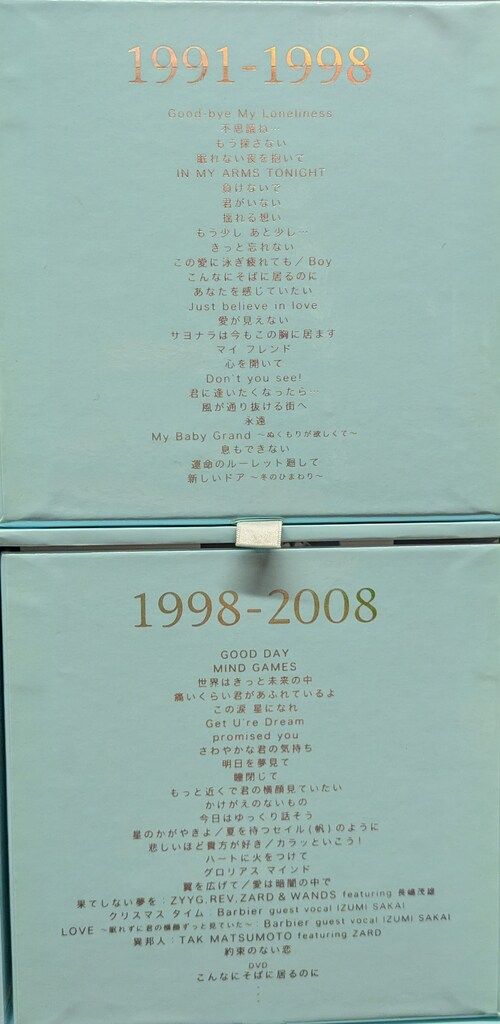 1991-1998
Good-bye My Loneliness
不思議ね…
もう探さない
眠れない夜を抱いて
IN MY ARMS TONIGHT
負けないで
君がいない
揺れる想い
もう少し あと少し…
きっと忘れない
この愛に泳ぎ疲れても／Boy
こんなにそばに居るのに
あなたを感じていたい
Just believe in love
愛が見えない
サヨナラは今もこの胸に居ます
マイ フレンド
心を開いて
Don't you see!
君に逢いたくなったら…
風が通り抜ける街へ
永遠
My Baby Grand ～ぬくもりが欲しくて～
息もできない
運命のルーレット廻して
新しいドア ～冬のひまわり～
1998-2008
GOOD DAY
MIND GAMES
世界はきっと未来の中
痛いくらい君があふれているよ
この涙 星になれ
Get U're Dream
promised you
さわやかな君の気持ち
明日を夢見て
瞳閉じて
もっと近くで君の横顔見ていたい
かけがえのないもの
今日はゆっくり話そう
星のかがやきよ／夏を待つセイル(帆)のように
悲しいほど貴方が好き／カラッといこう！
ハートに火をつけて
グロリアス マインド
翼を広げて／愛は暗闇の中で
果てしない夢を：ZYYG,REV,ZARD & WANDS featuring 長嶋茂雄
クリスマス タイム：Barbier guest vocal IZUMI SAKAI
LOVE ～眠れずに君の横顔ずっと見ていた～：Barbier guest vocal IZUMI SAKAI
異邦人：TAK MATSUMOTO featuring ZARD
約束のない恋
DVD
こんなにそばに居るのに